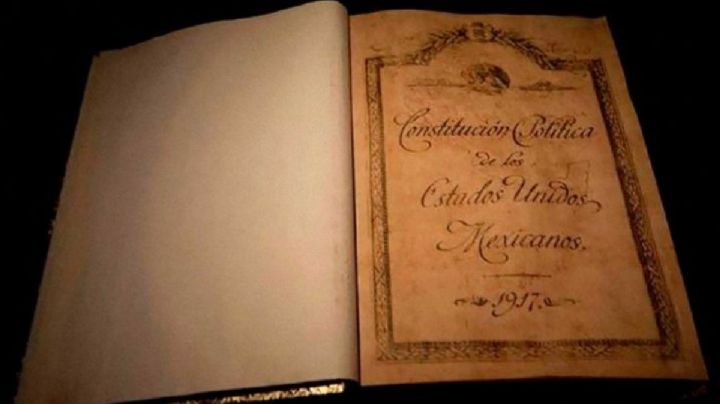 Constitución Política
de los
Estados Unidos
Mexicanos.
1917.